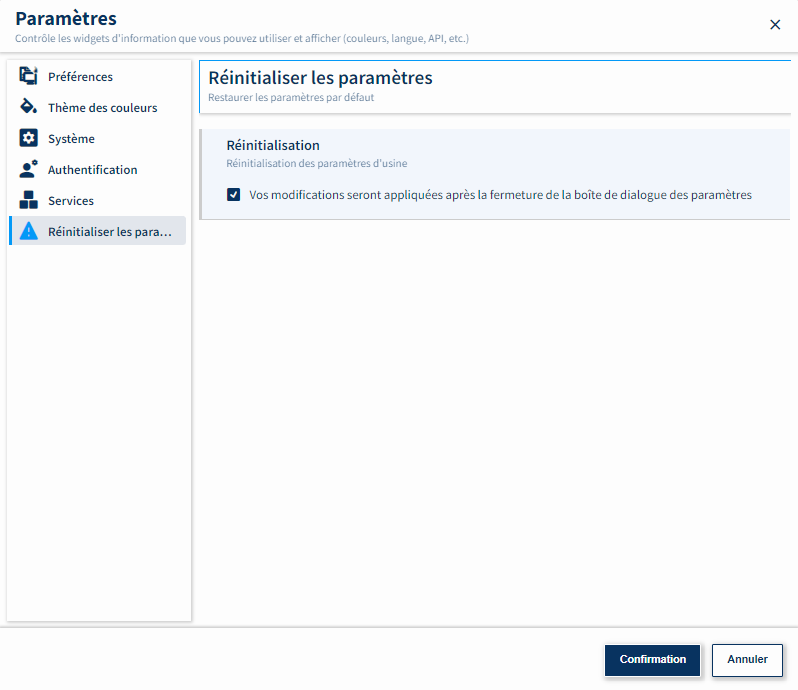 Paramètres
Contrôle les widgets d'information que vous pouvez utiliser et afficher (couleurs, langue, API, etc.)
Préférences
Thème des couleurs
Système
Authentification
Services
Réinitialiser les para...
Réinitialiser les paramètres
Restaurer les paramètres par défaut
Réinitialisation
Réinitialisation des paramètres d'usine
Vos modifications seront appliquées après la fermeture de la boîte de dialogue des paramètres
Confirmation
Annuler